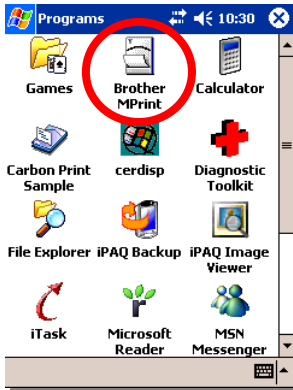 Programs 10:30
Games Brother Calculator
MPrint
Carbon Print cerdisp Diagnostic
Sample Toolkit
File Explorer iPAQ Backup iPAQ Image
Viewer
iTask Microsoft MSN
Reader Messenger